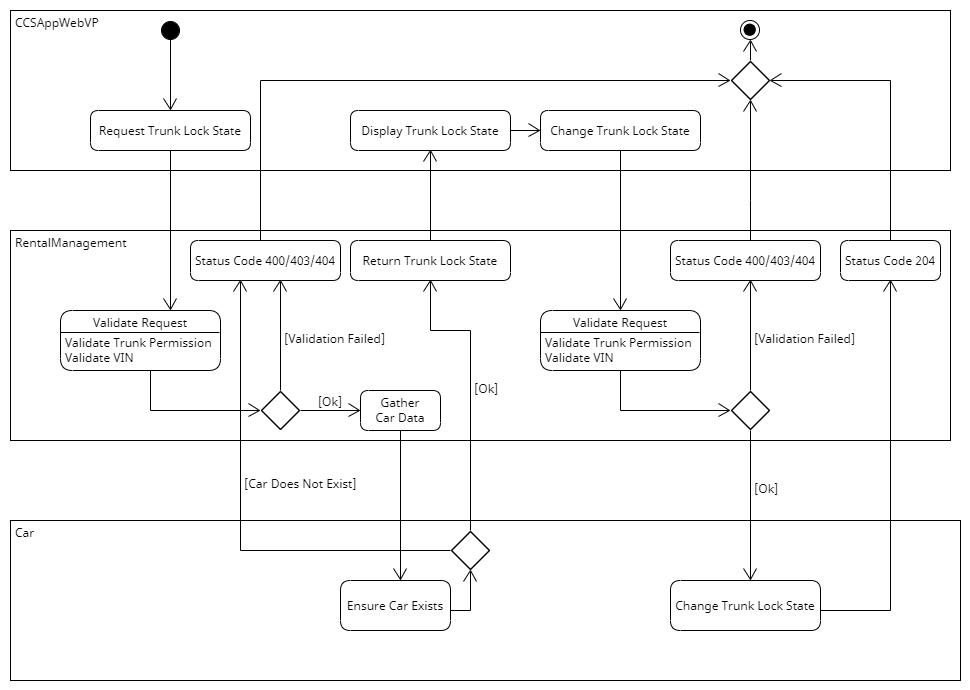 CCSAppWebVP
Request Trunk Lock State
Display Trunk Lock State
Change Trunk Lock State
RentalManagement
Status Code 400/403/404
Return Trunk Lock State
Status Code 400/403/404
Status Code 204
Validate Request
Validate Trunk Permission
Validate VIN
[Validation Failed]
Validate Request
Validate Trunk Permission
Validate VIN
[Validation Failed]
[Ok]
Gather
Car Data
[Ok]
[Car Does Not Exist]
[Ok]
Car
Ensure Car Exists
Change Trunk Lock State